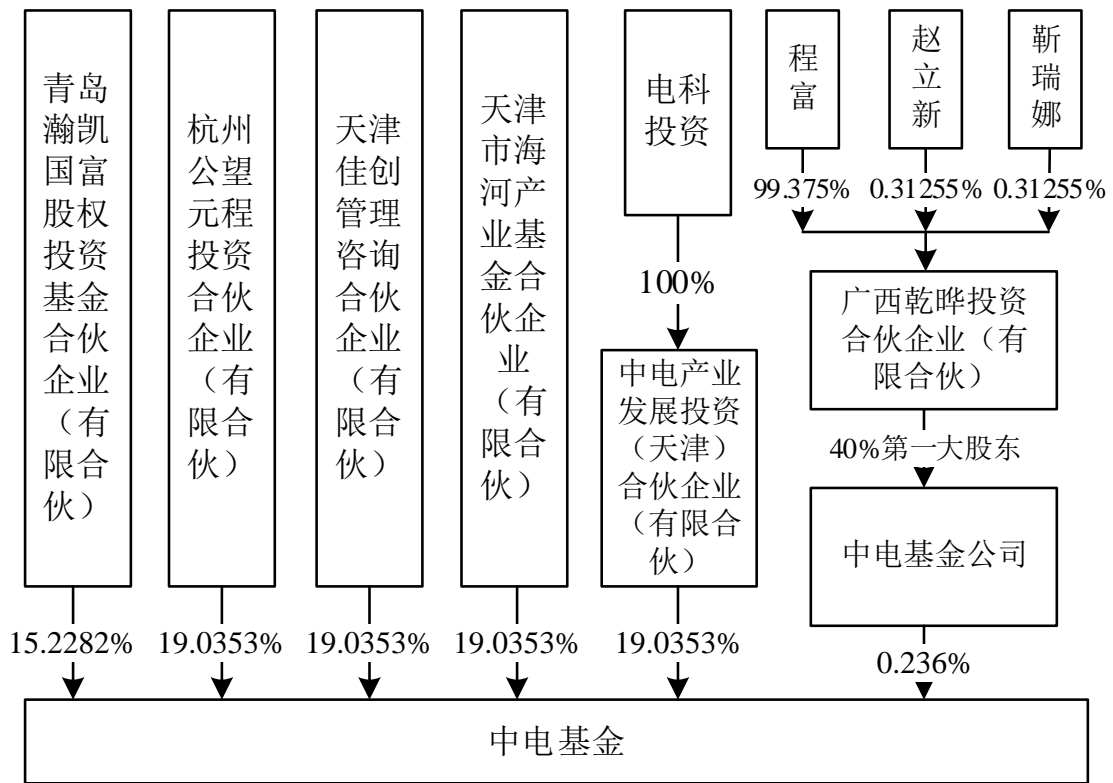 青岛
瀚凯
国富
股权
投资
基金
合伙
企业
（有
限合
伙）
杭州
公望
元程
投资
合伙
企业
（有
限合
伙）
天津
佳创
管理
咨询
合伙
企业
（有
限合
伙）
天津
市海
河产
业基
金合
伙企
业
（有
限合
伙）
电科
投资
程
富
赵
立
新
靳
瑞
娜
99.375%
0.31255%
0.31255%
100%
广西乾晔投资
合伙企业（有
限合伙）
中电产业
发展投资
（天津）
合伙企业
（有限合
伙）
40%第一大股东
中电基金公司
15.2282%
19.0353%
19.0353%
19.0353%
19.0353%
0.236%
中电基金